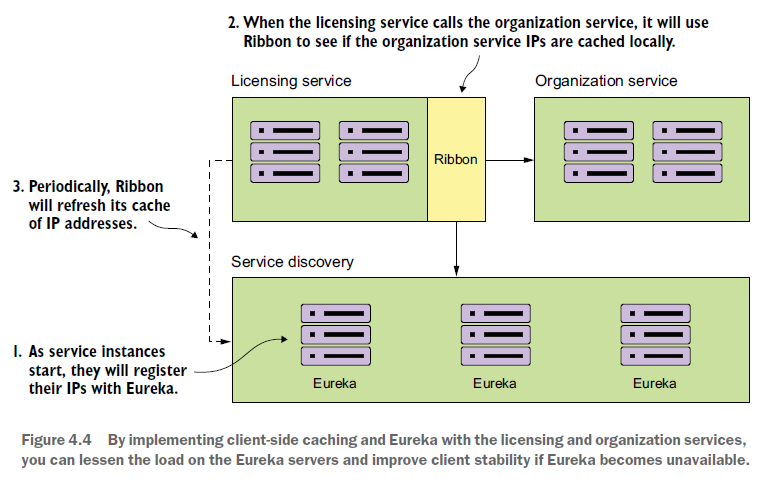 2. When the licensing service calls the organization service, it will use
Ribbon to see if the organization service IPs are cached locally.
Licensing service
Organization service
Ribbon
3. Periodically, Ribbon
will refresh its cache
of IP addresses.
Service discovery
1. As service instances
start, they will register
their IPs with Eureka.
Eureka
Eureka
Eureka
Figure 4.4 By implementing client-side caching and Eureka with the licensing and organization services,
you can lessen the load on the Eureka servers and improve client stability if Eureka becomes unavailable.